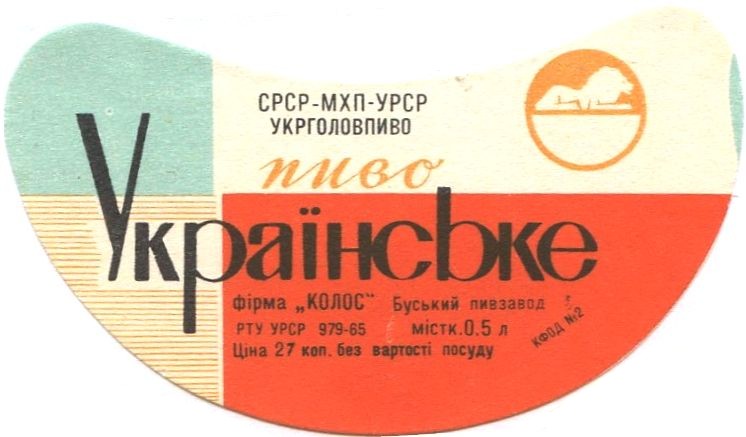 СРСР-МХП-УРСР
УКРГОЛОВПИВО
пиво
Українське
фірма „КОЛОС“ Буський пивзавод
РТУ УРСР 979-65 містк. 0.5 л
Ціна 27 коп. без вартості посуду
КФОД №2